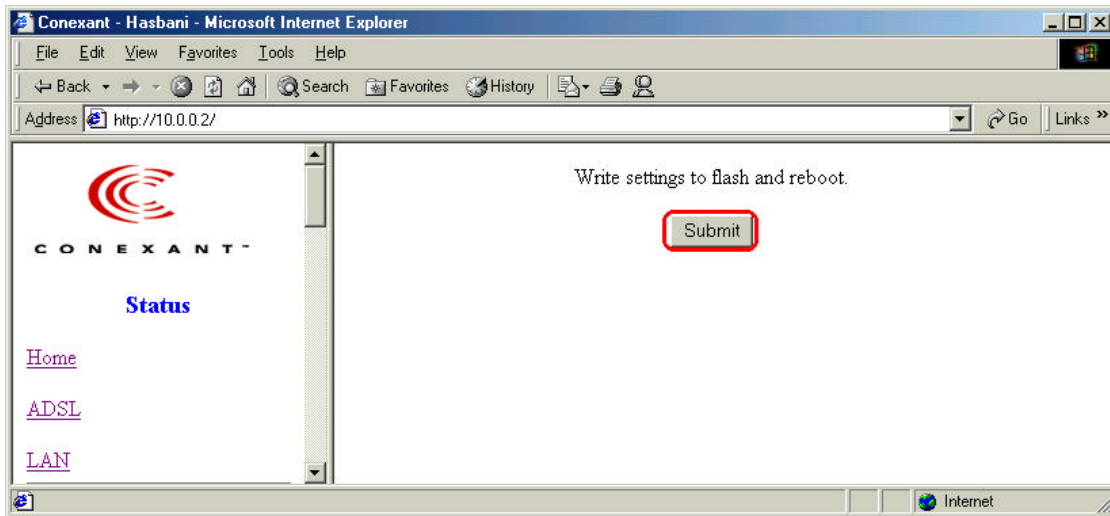 Conexant - Hasbani - Microsoft Internet Explorer
File Edit View Favorites Tools Help
Back Search Favorites History
Address http://10.0.0.2/ Go Links »
CONEXANT™
Status
Home
ADSL
LAN
Write settings to flash and reboot.
Submit
Internet